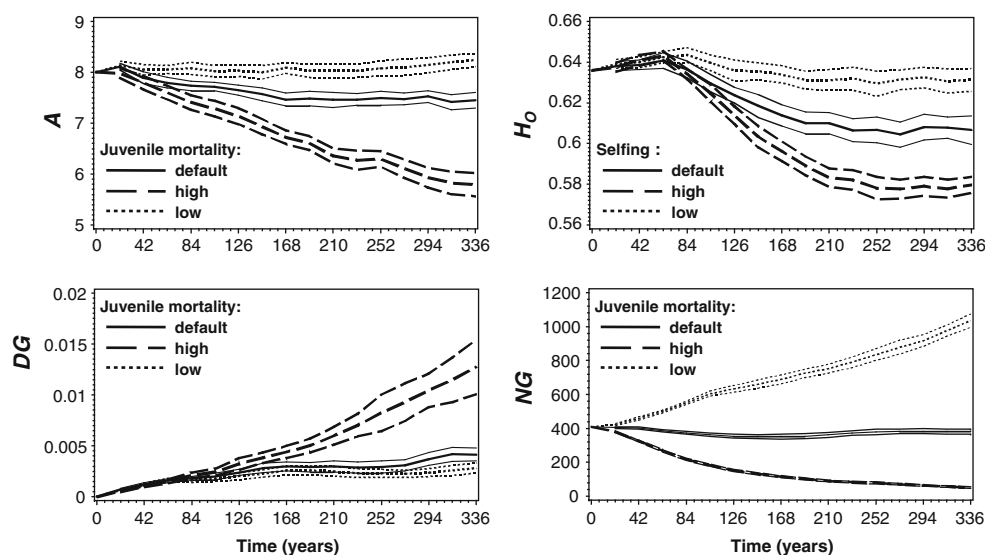 A
9
8
7
6
5
Juvenile mortality:
default
high
low
0 42 84 126 168 210 252 294 336
H_O
0.66
0.64
0.62
0.6
0.58
0.56
Selfing :
default
high
low
0 42 84 126 168 210 252 294 336
DG
0.02
0.015
0.01
0.005
0
Juvenile mortality:
default
high
low
0 42 84 126 168 210 252 294 336
Time (years)
NG
1200
1000
800
600
400
200
0
Juvenile mortality:
default
high
low
0 42 84 126 168 210 252 294 336
Time (years)